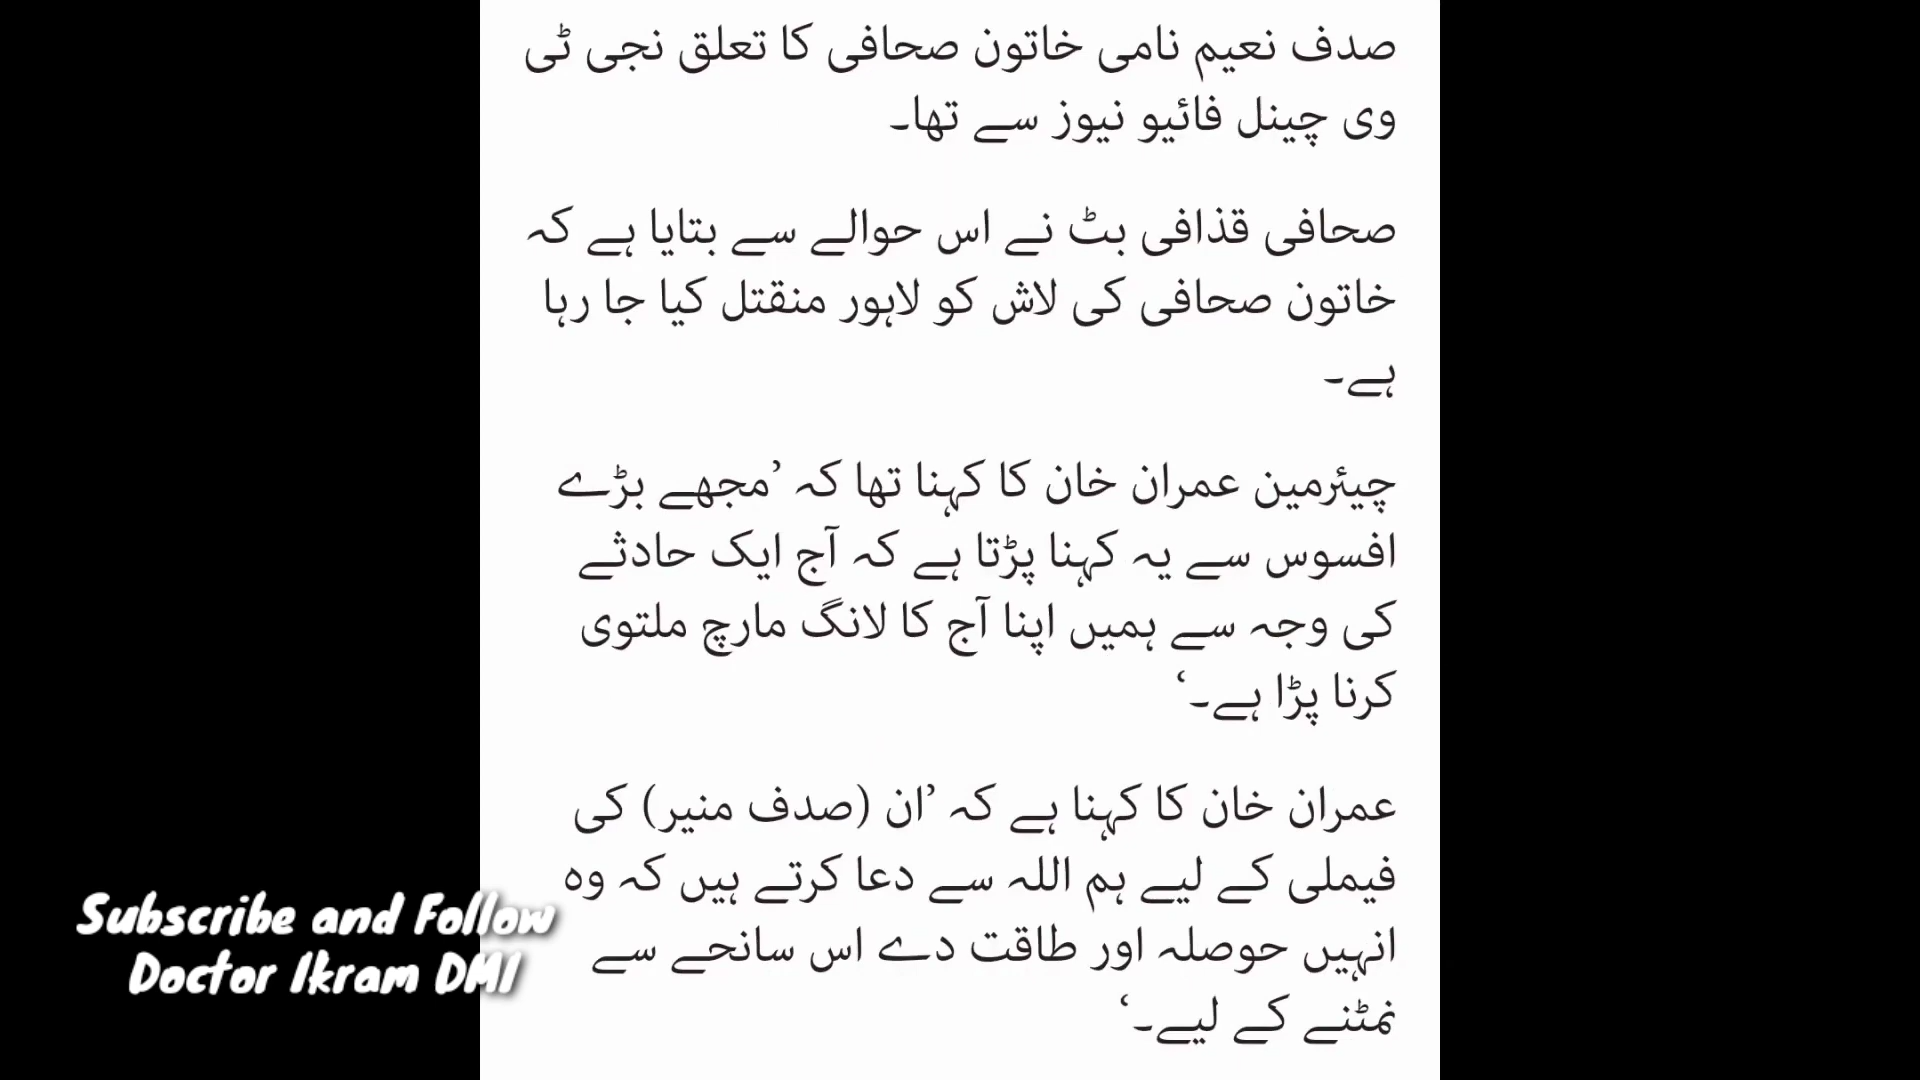 صدف نعیم نامی خاتون صحافی کا تعلق نجی ٹی
وی چینل فائیو نیوز سے تھا۔
صحافی قذافی بٹ نے اس حوالے سے بتایا ہے کہ
خاتون صحافی کی لاش کو لاہور منقتل کیا جا رہا
ہے۔
چیئرمین عمران خان کا کہنا تھا کہ ’مجھے بڑے
افسوس سے یہ کہنا پڑتا ہے کہ آج ایک حادثے
کی وجہ سے ہمیں اپنا آج کا لانگ مارچ ملتوی
کرنا پڑا ہے۔‘
عمران خان کا کہنا ہے کہ ’ان (صدف منیر) کی
فیملی کے لیے ہم اللہ سے دعا کرتے ہیں کہ وہ
انہیں حوصلہ اور طاقت دے اس سانحے سے
نمٹنے کے لیے۔‘
Subscribe and Follow
Doctor Ikram DMI